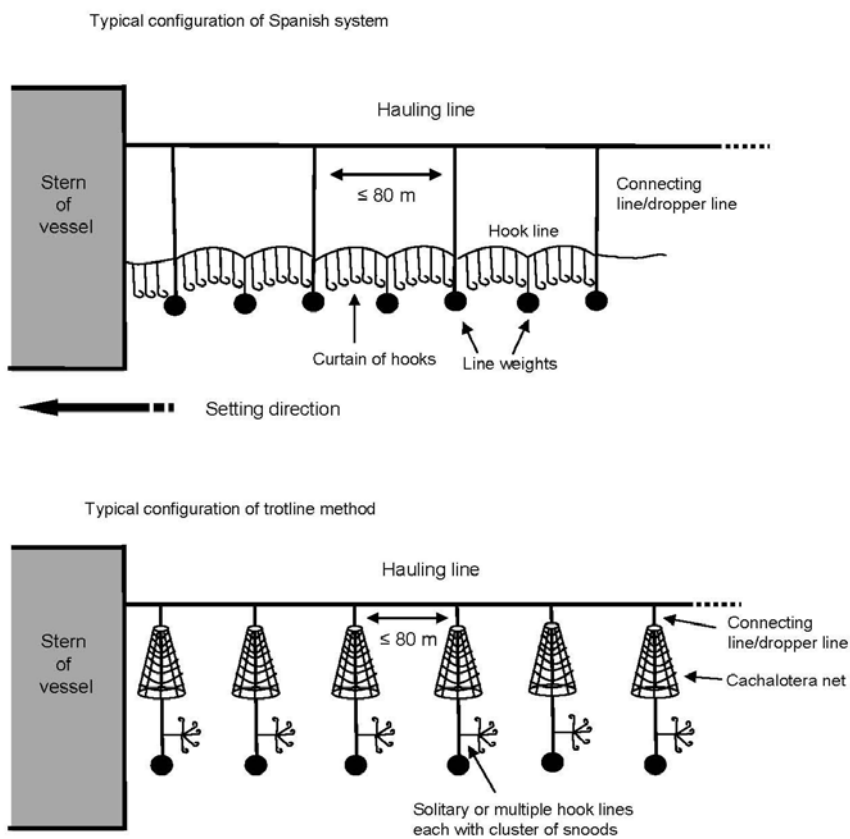 Typical configuration of Spanish system
Hauling line
Stern
of
vessel
≤ 80 m
Connecting
line/dropper line
Hook line
Curtain of hooks
Line weights
Setting direction
Typical configuration of trotline method
Hauling line
Stern
of
vessel
≤ 80 m
Connecting
line/dropper line
Cachalotera net
Solitary or multiple hook lines
each with cluster of snoods